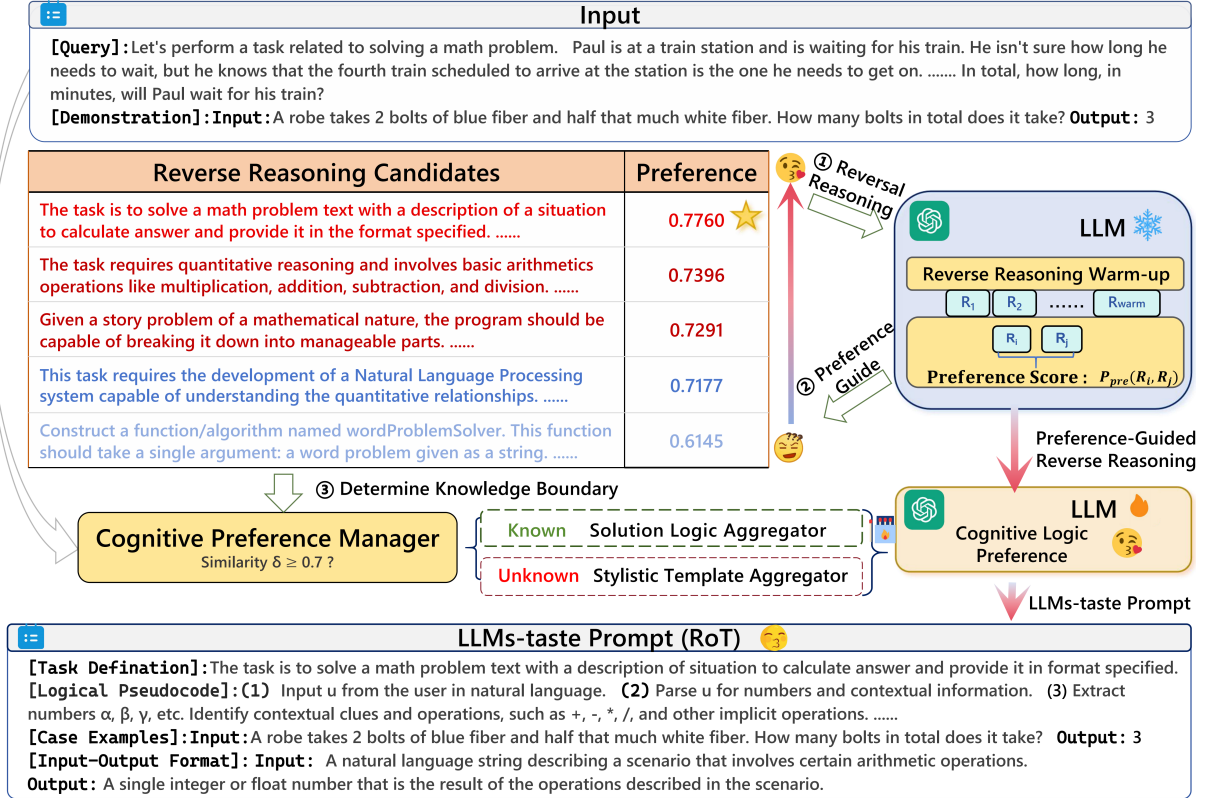 Input
[Query]:Let's perform a task related to solving a math problem. Paul is at a train station and is waiting for his train. He isn't sure how long he
needs to wait, but he knows that the fourth train scheduled to arrive at the station is the one he needs to get on. ....... In total, how long, in
minutes, will Paul wait for his train?
[Demonstration]:Input:A robe takes 2 bolts of blue fiber and half that much white fiber. How many bolts in total does it take? Output: 3
Reverse Reasoning Candidates
Preference
The task is to solve a math problem text with a description of a situation
to calculate answer and provide it in the format specified. ......
0.7760
The task requires quantitative reasoning and involves basic arithmetics
operations like multiplication, addition, subtraction, and division. ......
0.7396
Given a story problem of a mathematical nature, the program should be
capable of breaking it down into manageable parts. ......
0.7291
This task requires the development of a Natural Language Processing
system capable of understanding the quantitative relationships. ......
0.7177
Construct a function/algorithm named wordProblemSolver. This function
should take a single argument: a word problem given as a string. ......
0.6145
① Reversal
Reasoning
② Preference
Guide
LLM
Reverse Reasoning Warm-up
R1 R2 ...... Rwarm
Ri Rj
Preference Score: Ppre(Ri, Rj)
Preference-Guided
Reverse Reasoning
③ Determine Knowledge Boundary
Cognitive Preference Manager
Similarity δ ≥ 0.7 ?
Known Solution Logic Aggregator
Unknown Stylistic Template Aggregator
LLM
Cognitive Logic
Preference
LLMs-taste Prompt
LLMs-taste Prompt (RoT)
[Task Defination]:The task is to solve a math problem text with a description of situation to calculate answer and provide it in format specified.
[Logical Pseudocode]:(1) Input u from the user in natural language. (2) Parse u for numbers and contextual information. (3) Extract
numbers α, β, γ, etc. Identify contextual clues and operations, such as +, -, *, /, and other implicit operations. ......
[Case Examples]:Input:A robe takes 2 bolts of blue fiber and half that much white fiber. How many bolts in total does it take? Output: 3
[Input-Output Format]: Input: A natural language string describing a scenario that involves certain arithmetic operations.
Output: A single integer or float number that is the result of the operations described in the scenario.